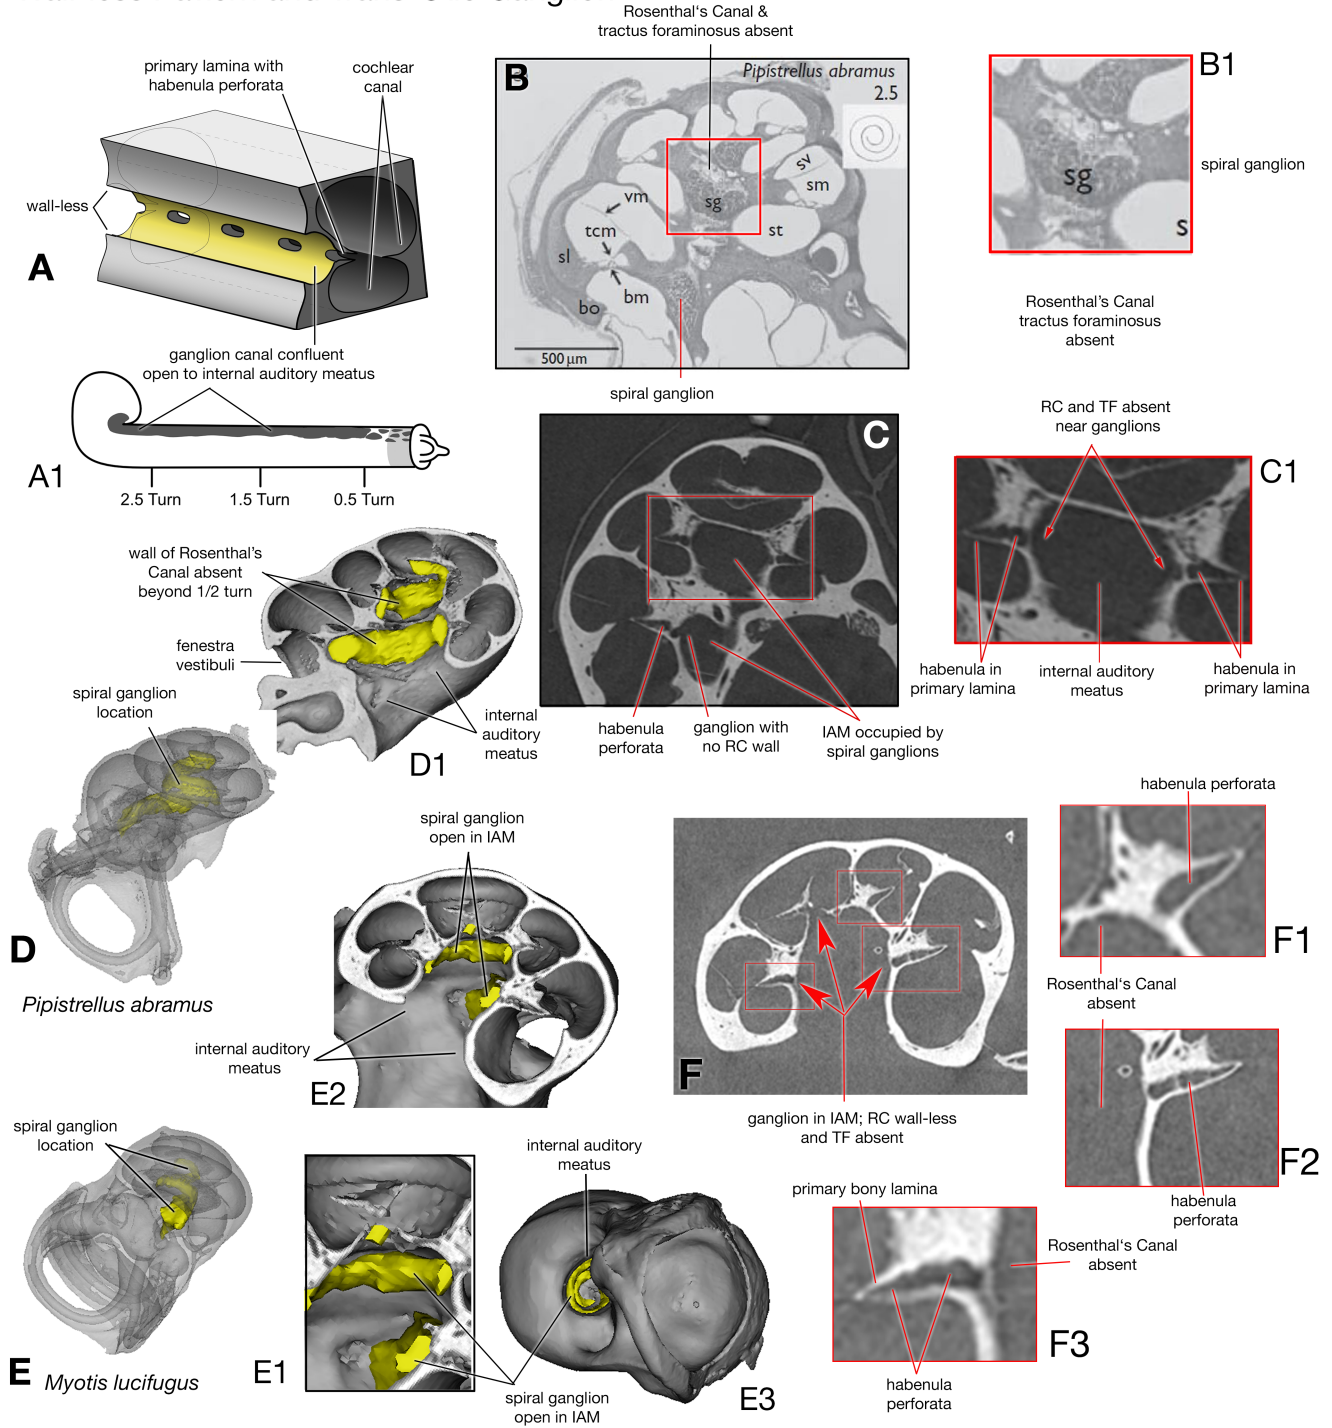 Rosenthal‘s Canal &
tractus foraminosus absent
primary lamina with
habenula perforata
cochlear
canal
wall-less
A
ganglion canal confluent
open to internal auditory meatus
A1
2.5 Turn
1.5 Turn
0.5 Turn
B
Pipistrellus abramus
2.5
sv
sm
vm
sg
tcm
st
sl
bm
bo
500 µm
spiral ganglion
B1
sg
s
spiral ganglion
Rosenthal's Canal
tractus foraminosus
absent
C
habenula
perforata
ganglion with
no RC wall
IAM occupied by
spiral ganglions
RC and TF absent
near ganglions
C1
habenula in
primary lamina
internal auditory
meatus
habenula in
primary lamina
wall of Rosenthal's
Canal absent
beyond 1/2 turn
fenestra
vestibuli
internal
auditory
meatus
D1
spiral ganglion
location
D
Pipistrellus abramus
spiral ganglion
open in IAM
internal auditory
meatus
E2
F
ganglion in IAM; RC wall-less
and TF absent
habenula perforata
F1
Rosenthal‘s Canal
absent
F2
habenula
perforata
spiral ganglion
location
E
Myotis lucifugus
E1
internal auditory
meatus
spiral ganglion
open in IAM
E3
primary bony lamina
Rosenthal‘s Canal
absent
F3
habenula
perforata